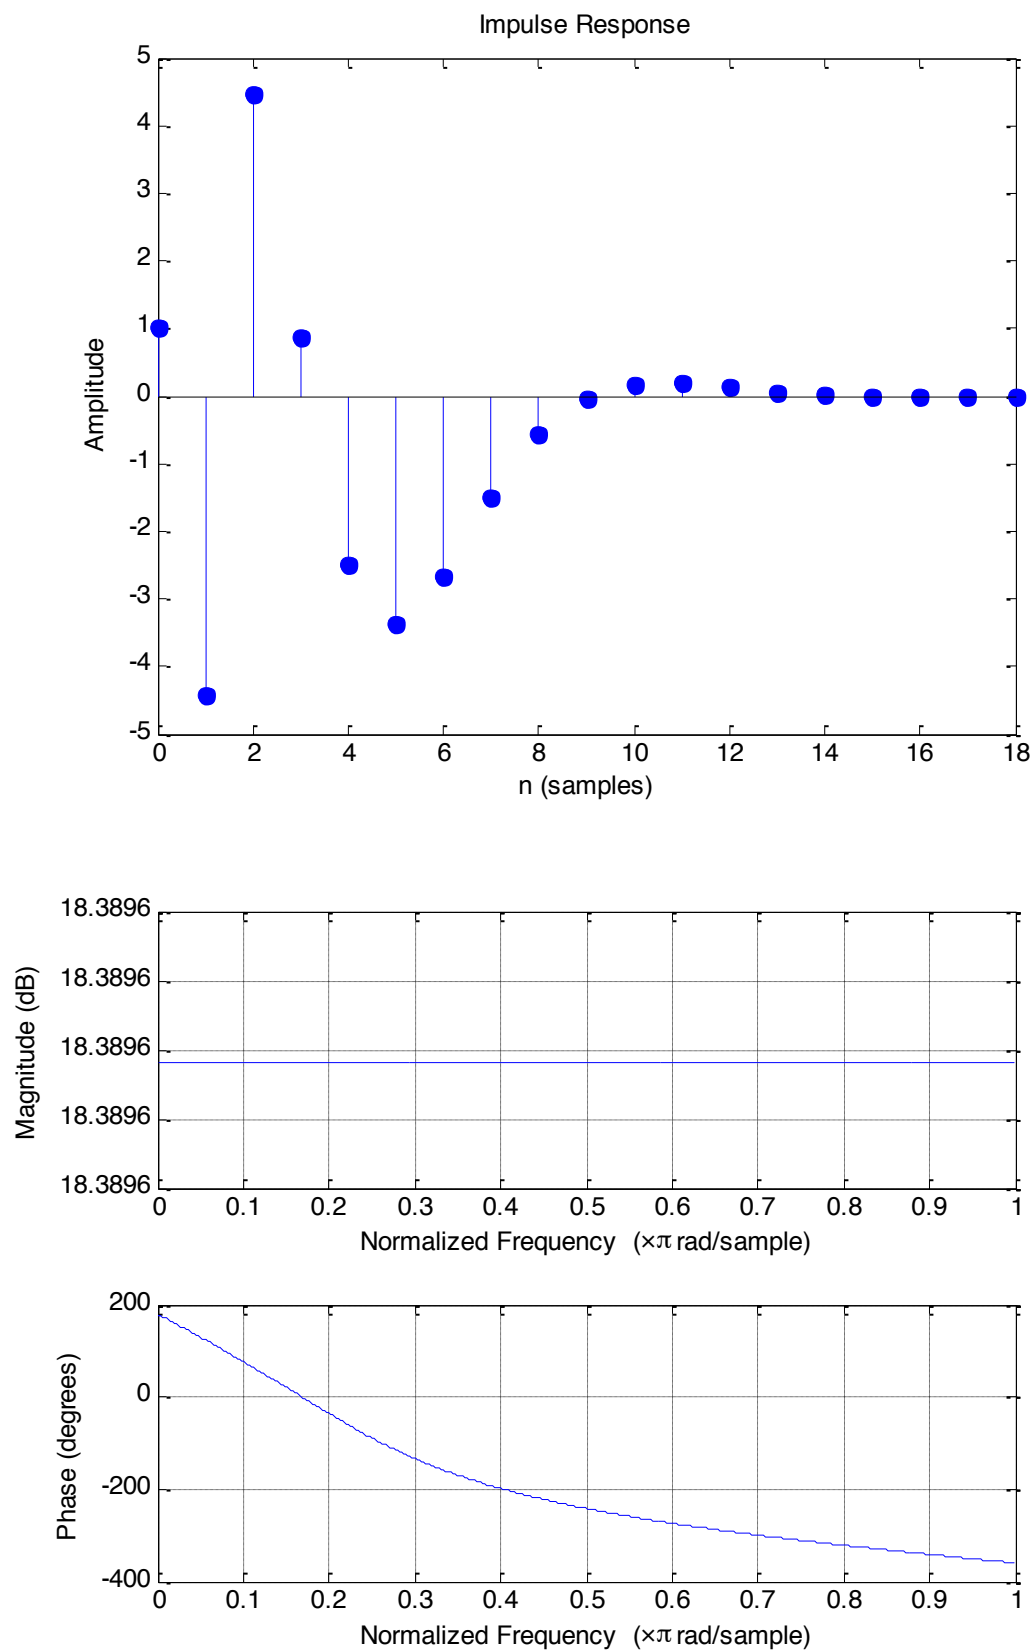 Impulse Response
5
4
3
2
1
0
-1
-2
-3
-4
-5
Amplitude
0 2 4 6 8 10 12 14 16 18
n (samples)
18.3896
18.3896
18.3896
18.3896
18.3896
Magnitude (dB)
0 0.1 0.2 0.3 0.4 0.5 0.6 0.7 0.8 0.9 1
Normalized Frequency (×π rad/sample)
200
0
-200
-400
Phase (degrees)
0 0.1 0.2 0.3 0.4 0.5 0.6 0.7 0.8 0.9 1
Normalized Frequency (×π rad/sample)